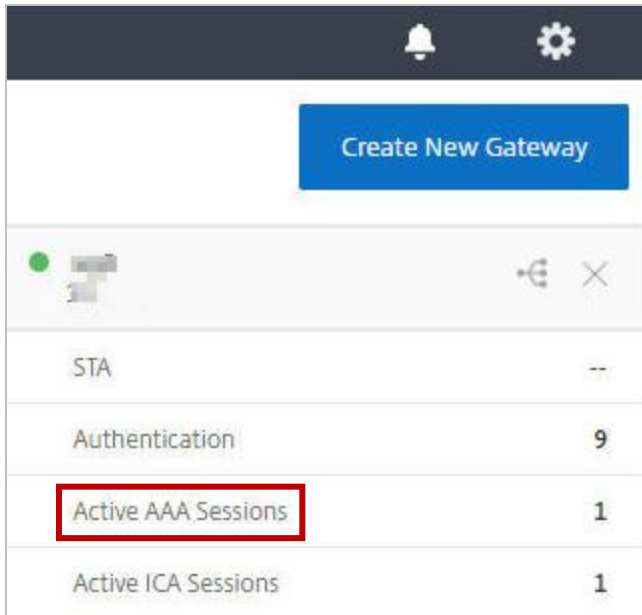 Create New Gateway
STA --
Authentication 9
Active AAA Sessions 1
Active ICA Sessions 1